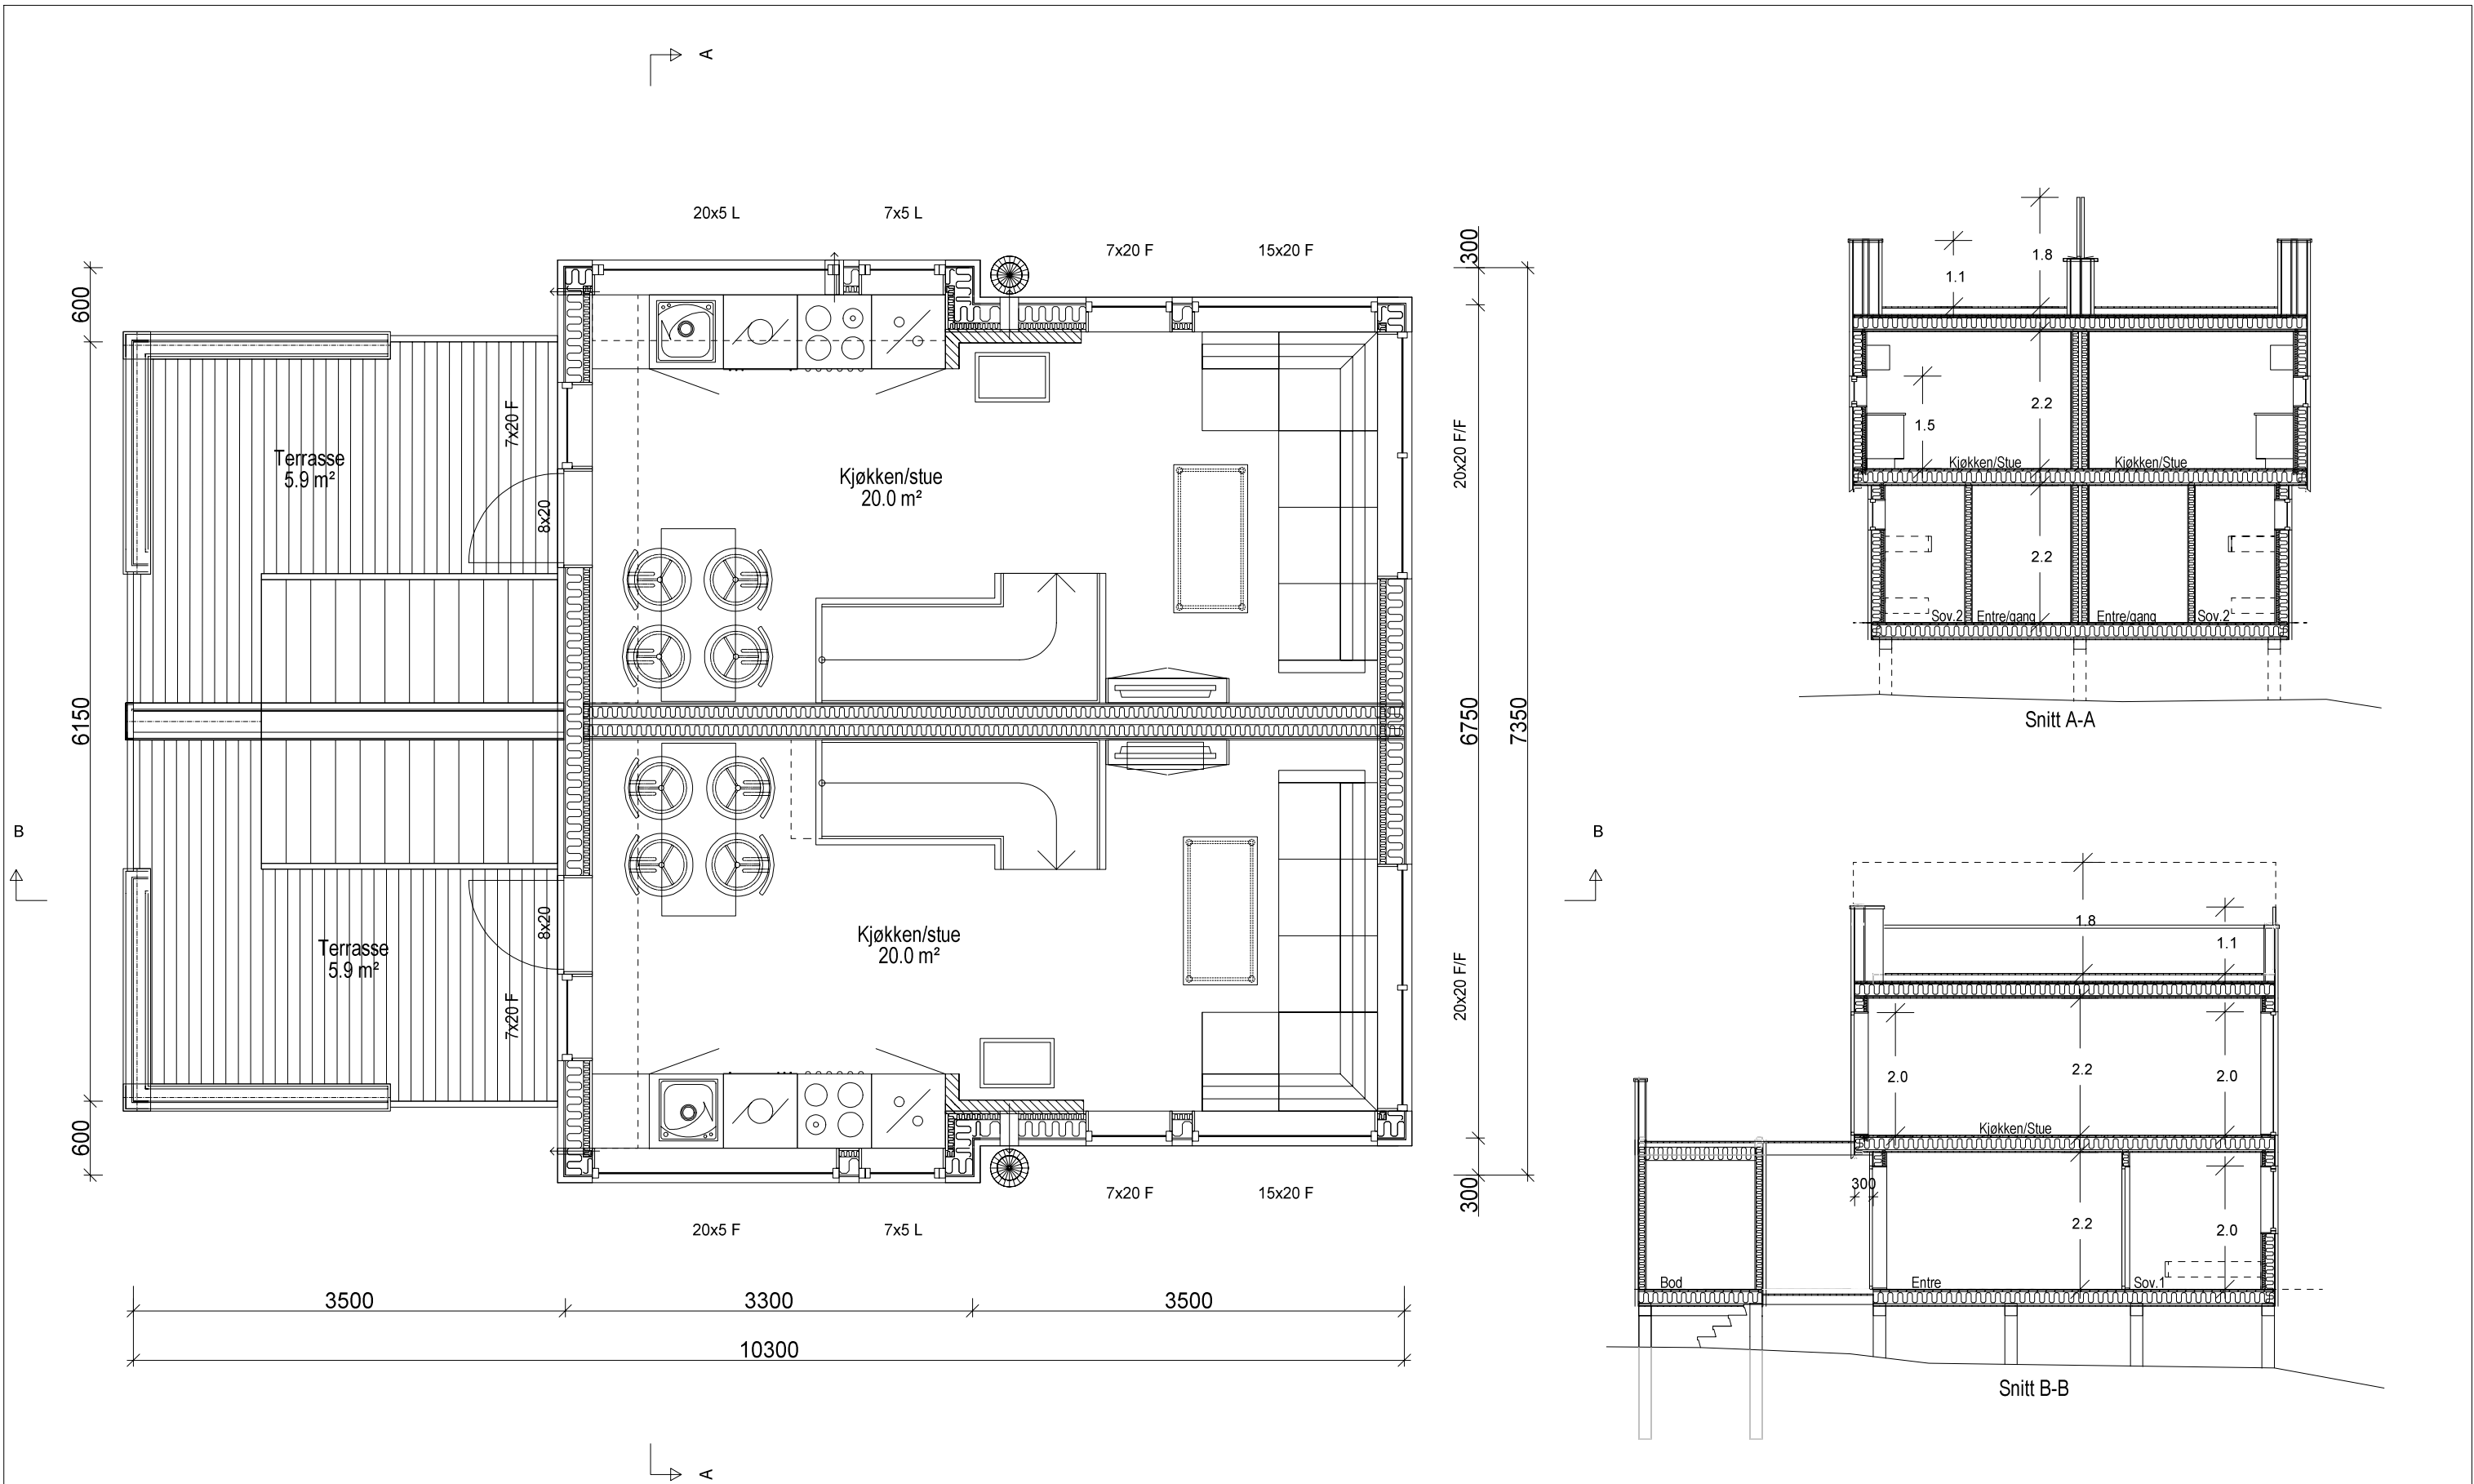 A
20x5 L
7x5 L
7x20 F
15x20 F
300
600
7x20 F
20x20 F/F
Terrasse
5.9 m²
Kjøkken/stue
20.0 m²
8x20
6150
6750
7350
B
B
8x20
Terrasse
5.9 m²
Kjøkken/stue
20.0 m²
7x20 F
20x20 F/F
600
300
7x20 F
15x20 F
20x5 F
7x5 L
3500
3300
3500
10300
A
1.8
1.1
2.2
1.5
Kjøkken/Stue
Kjøkken/Stue
2.2
Sov.2
Entre/gang
Entre/gang
Sov.2
Snitt A-A
1.8
1.1
2.0
2.2
2.0
Kjøkken/Stue
300
2.2
2.0
Bod
Entre
Sov.1
Snitt B-B